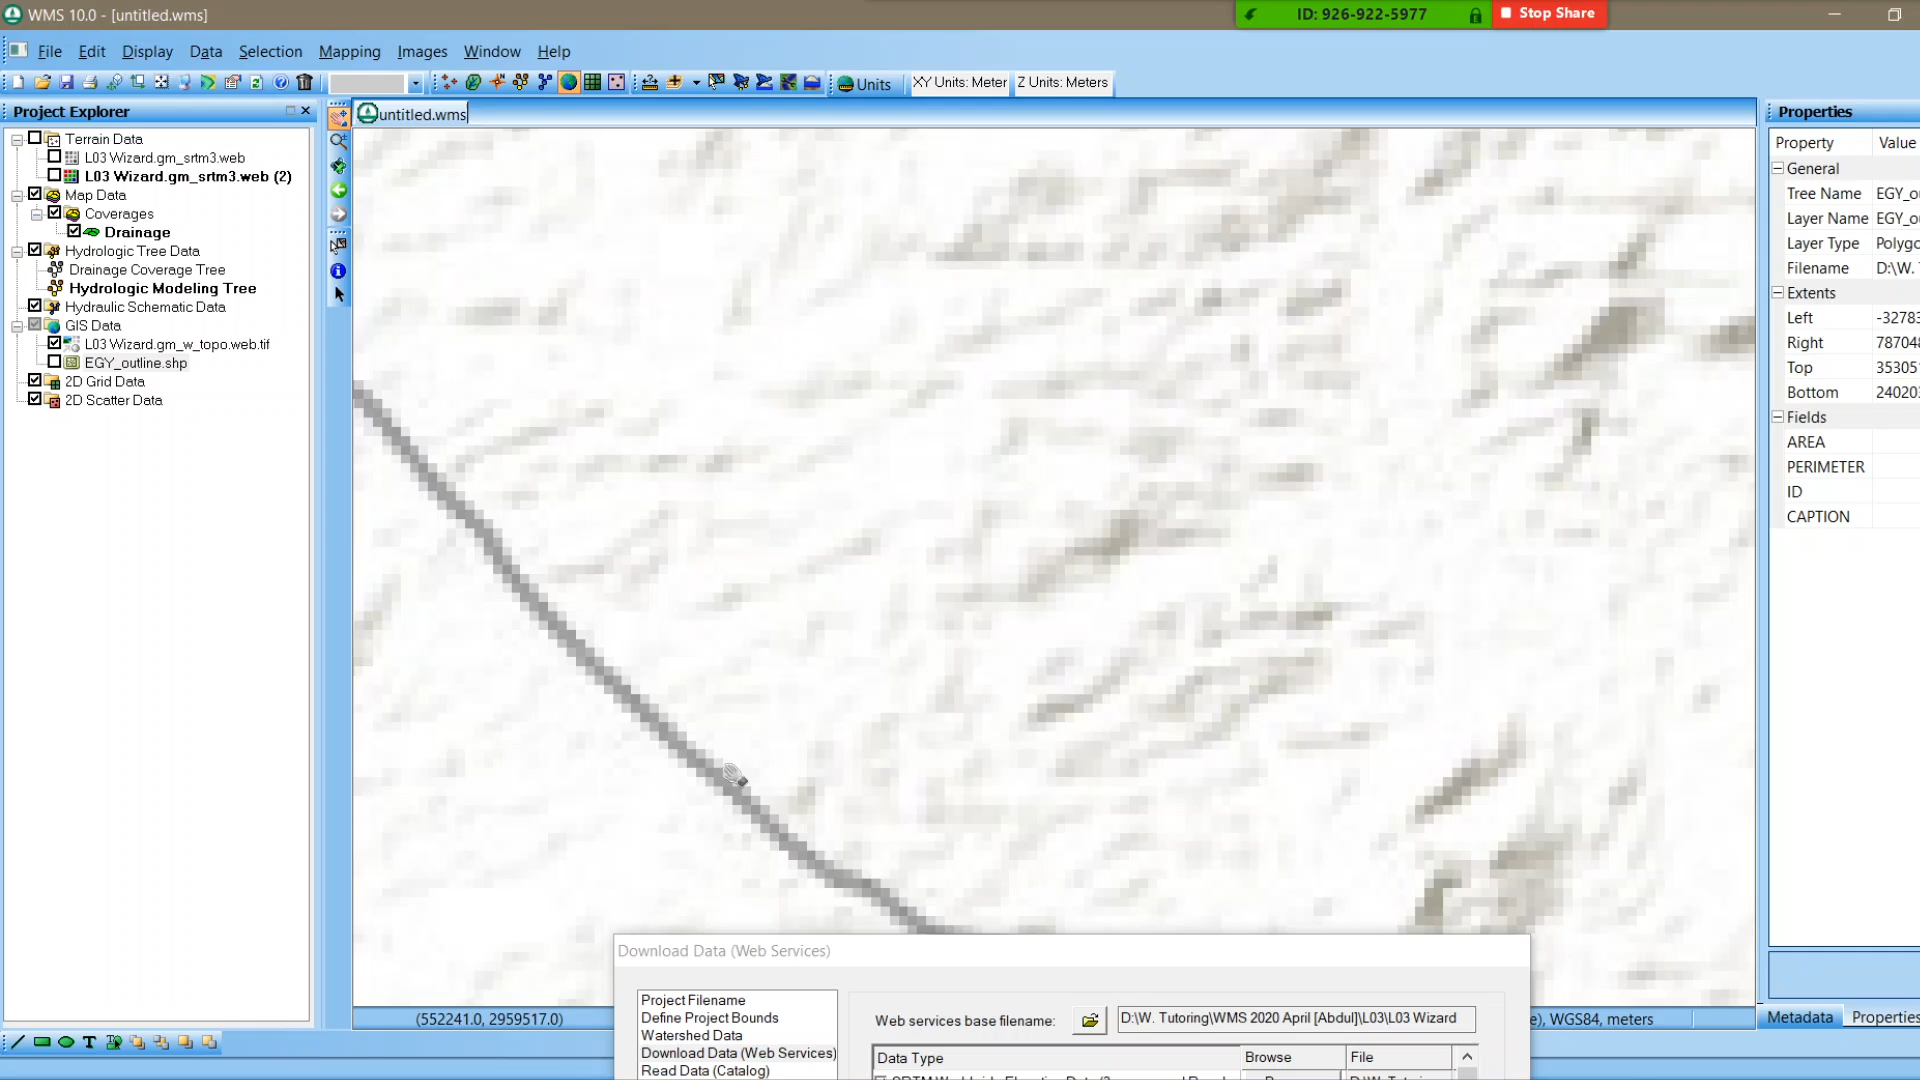 WMS 10.0 - [untitled.wms]
ID: 926-922-5977
Stop Share
File Edit Display Data Selection Mapping Images Window Help
Units
XY Units: Meter
Z Units: Meters
Project Explorer
untitled.wms
Properties
Terrain Data
L03 Wizard.gm_srtm3.web
L03 Wizard.gm_srtm3.web (2)
Map Data
Coverages
Drainage
Hydrologic Tree Data
Drainage Coverage Tree
Hydrologic Modeling Tree
Hydraulic Schematic Data
GIS Data
L03 Wizard.gm_w_topo.web.tif
EGY_outline.shp
2D Grid Data
2D Scatter Data
Property Value
General
Tree Name EGY_o
Layer Name EGY_o
Layer Type Polygo
Filename D:\W.
Extents
Left -3278
Right 78704
Top 35305
Bottom 24020
Fields
AREA
PERIMETER
ID
CAPTION
Download Data (Web Services)
Project Filename
Define Project Bounds
Watershed Data
Download Data (Web Services)
Read Data (Catalog)
Web services base filename:
D:\W. Tutoring\WMS 2020 April [Abdul]\L03\L03 Wizard
Data Type Browse File
(552241.0, 2959517.0)
e), WGS84, meters
Metadata Properties
T